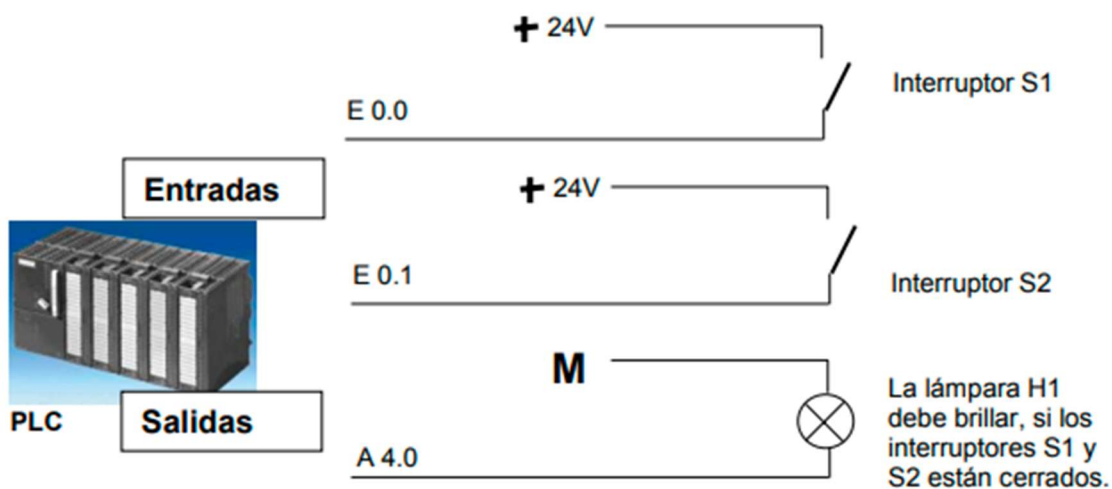 + 24V
Interruptor S1
E 0.0
Entradas
+ 24V
E 0.1
Interruptor S2
M
PLC
Salidas
A 4.0
La lámpara H1
debe brillar, si los
interruptores S1 y
S2 están cerrados.